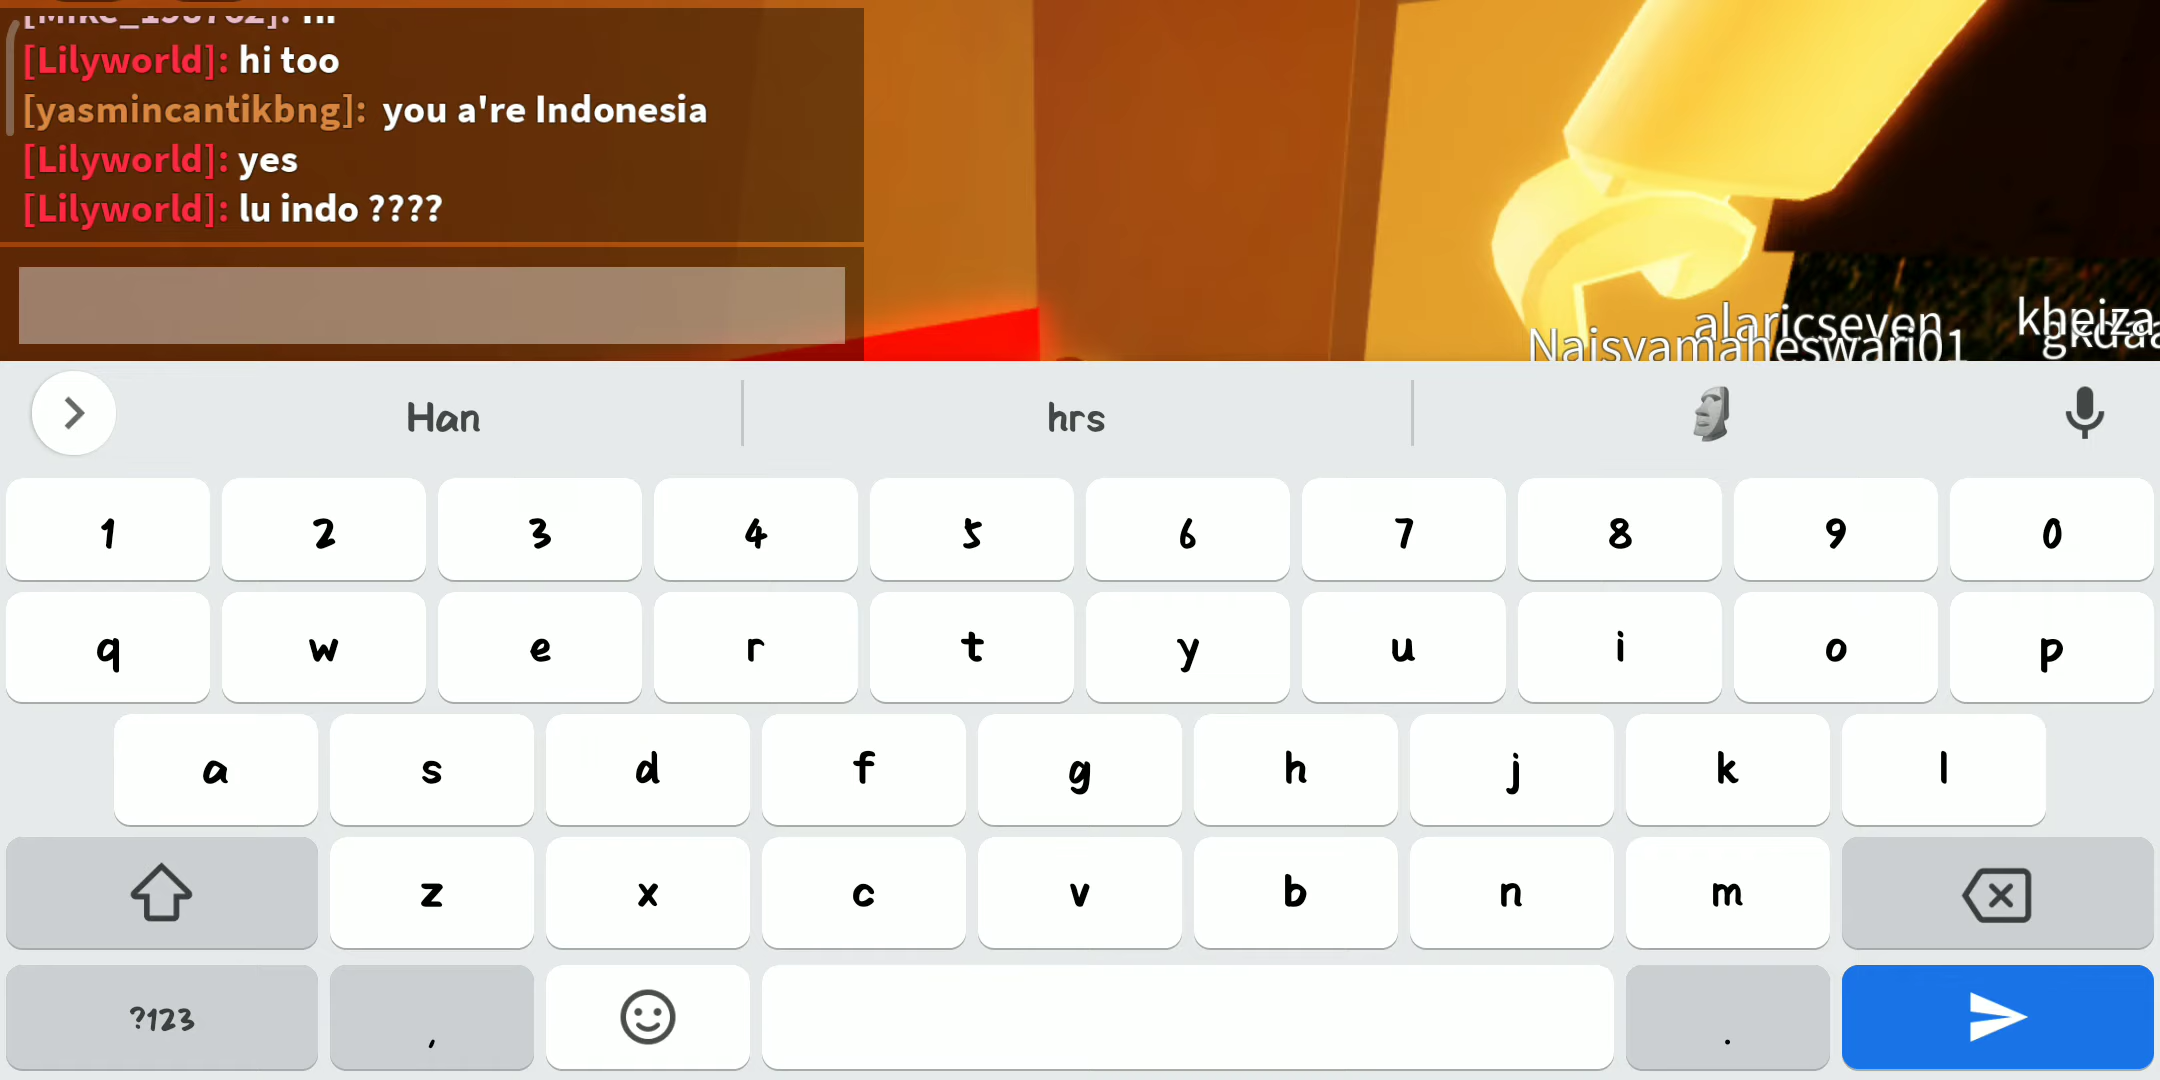 [Lilyworld]: hi too
[yasmincantikbng]: you a're Indonesia
[Lilyworld]: yes
[Lilyworld]: lu indo ????
alaricseven
kheiza
Naisyamaheswari01
Han
hrs
1 2 3 4 5 6 7 8 9 0
q w e r t y u i o p
a s d f g h j k l
z x c v b n m
?123 , .